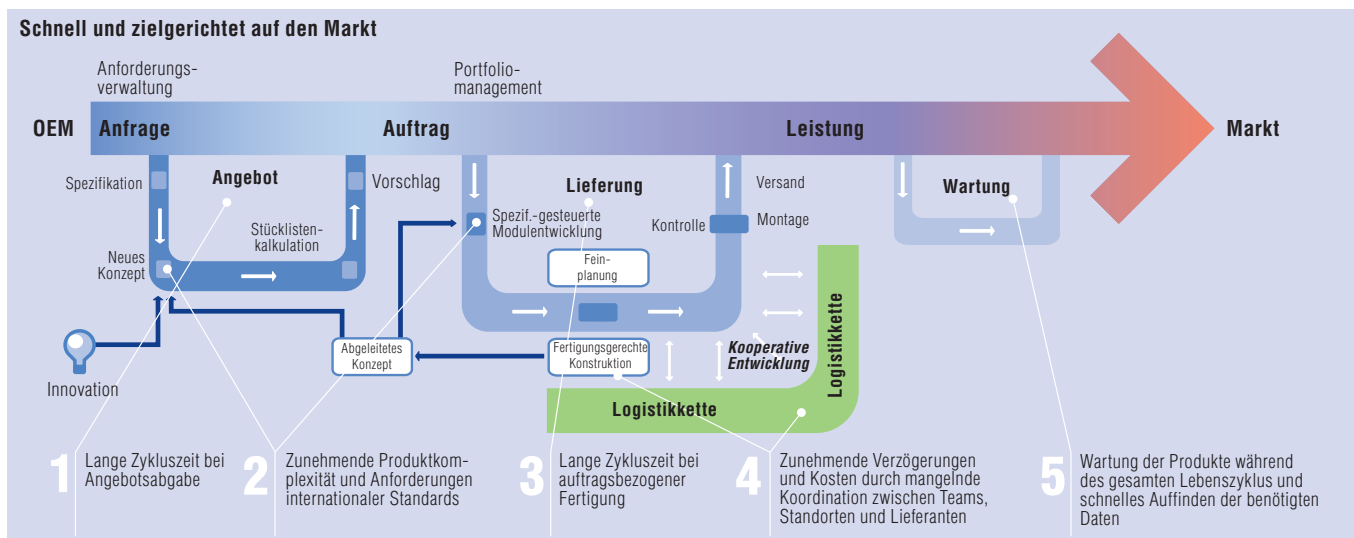 Schnell und zielgerichtet auf den Markt
Anforderungs-
verwaltung
Portfolio-
management
OEM
Anfrage
Auftrag
Leistung
Markt
Spezifikation
Angebot
Vorschlag
Lieferung
Versand
Wartung
Spezif.-gesteuerte
Modulentwicklung
Kontrolle
Montage
Stücklisten-
kalkulation
Neues
Konzept
Fein-
planung
Innovation
Abgeleitetes
Konzept
Fertigungsgerechte
Konstruktion
Kooperative
Entwicklung
Logistikkette
Logistikkette
1
Lange Zykluszeit bei
Angebotsabgabe
2
Zunehmende Produktkom-
plexität und Anforderungen
internationaler Standards
3
Lange Zykluszeit bei
auftragsbezogener
Fertigung
4
Zunehmende Verzögerungen
und Kosten durch mangelnde
Koordination zwischen Teams,
Standorten und Lieferanten
5
Wartung der Produkte während
des gesamten Lebenszyklus und
schnelles Auffinden der benötigten
Daten